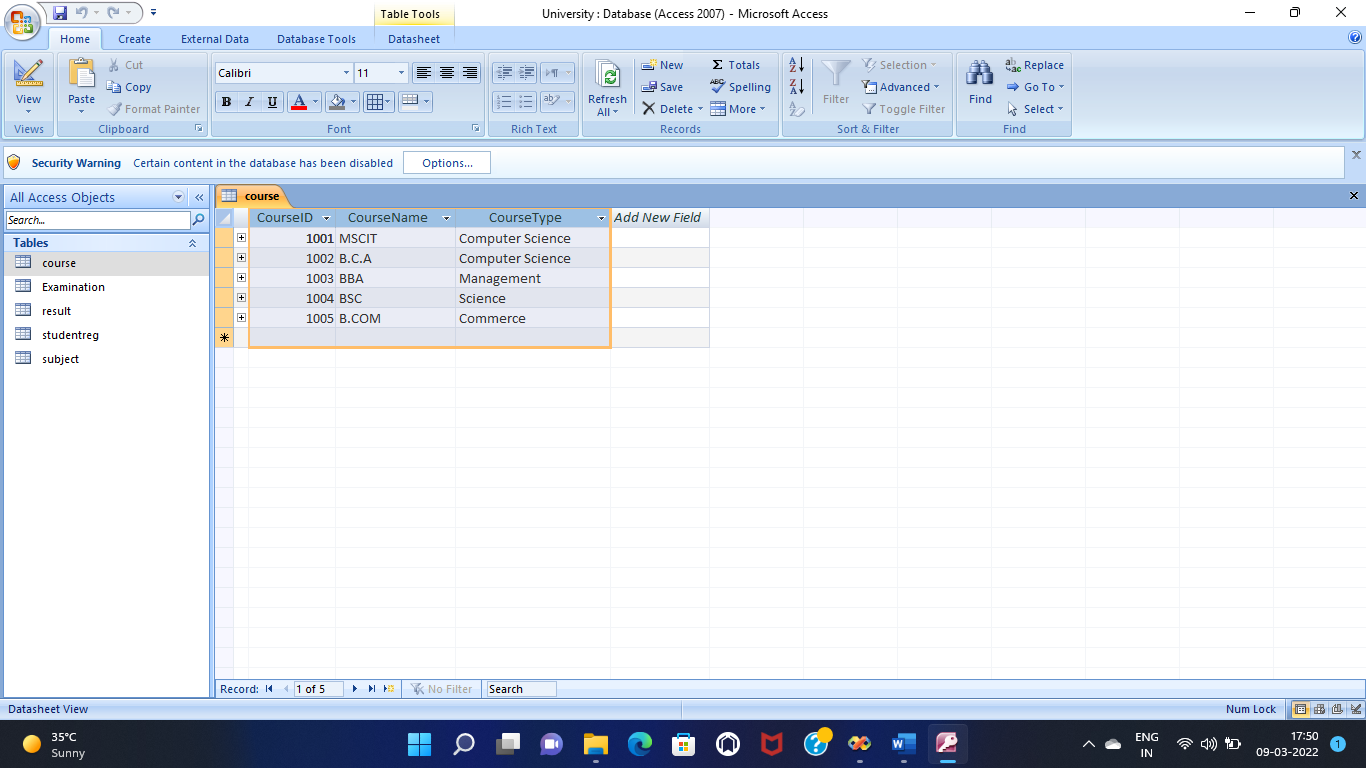 Table Tools
University : Database (Access 2007) - Microsoft Access
Home Create External Data Database Tools Datasheet
View
Views
Paste
Cut
Copy
Format Painter
Clipboard
Calibri 11
B I U A
Font
Rich Text
Refresh All
New
Save
Delete
Totals
Spelling
More
Records
Filter
Selection
Advanced
Toggle Filter
Sort & Filter
Find
Replace
Go To
Select
Find
Security Warning Certain content in the database has been disabled Options...
All Access Objects
Search...
Tables
course
Examination
result
studentreg
subject
course
CourseID CourseName CourseType Add New Field
1001 MSCIT Computer Science
1002 B.C.A Computer Science
1003 BBA Management
1004 BSC Science
1005 B.COM Commerce
Record: 1 of 5 No Filter Search
Datasheet View Num Lock
35°C
Sunny
ENG
IN
17:50
09-03-2022
1